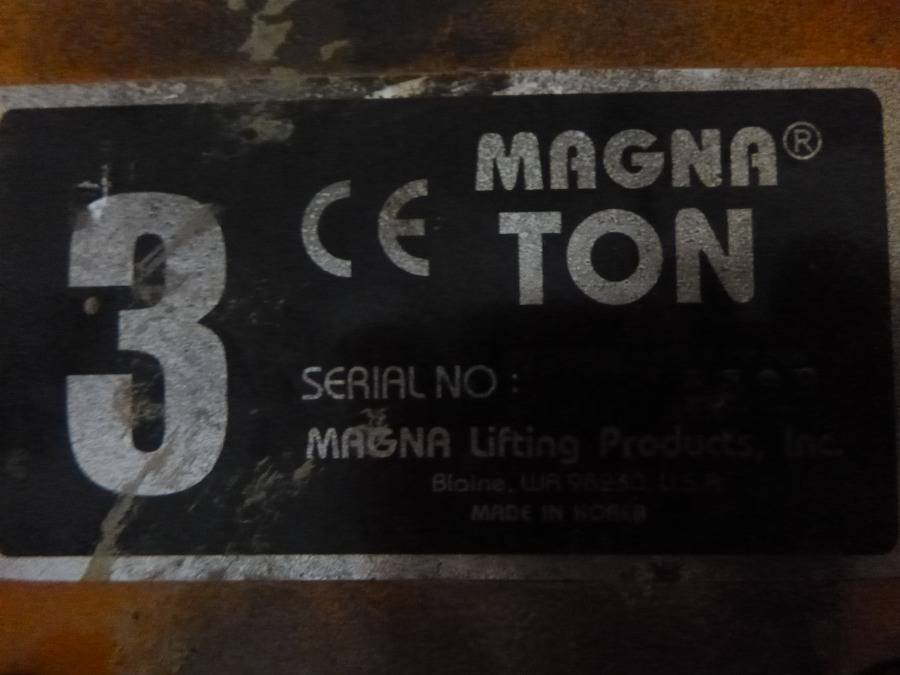 3
CE
MAGNA®
TON
SERIAL NO :
MAGNA Lifting Products, Inc.
Blaine, WA 98230 U.S.A
MADE IN KOREA